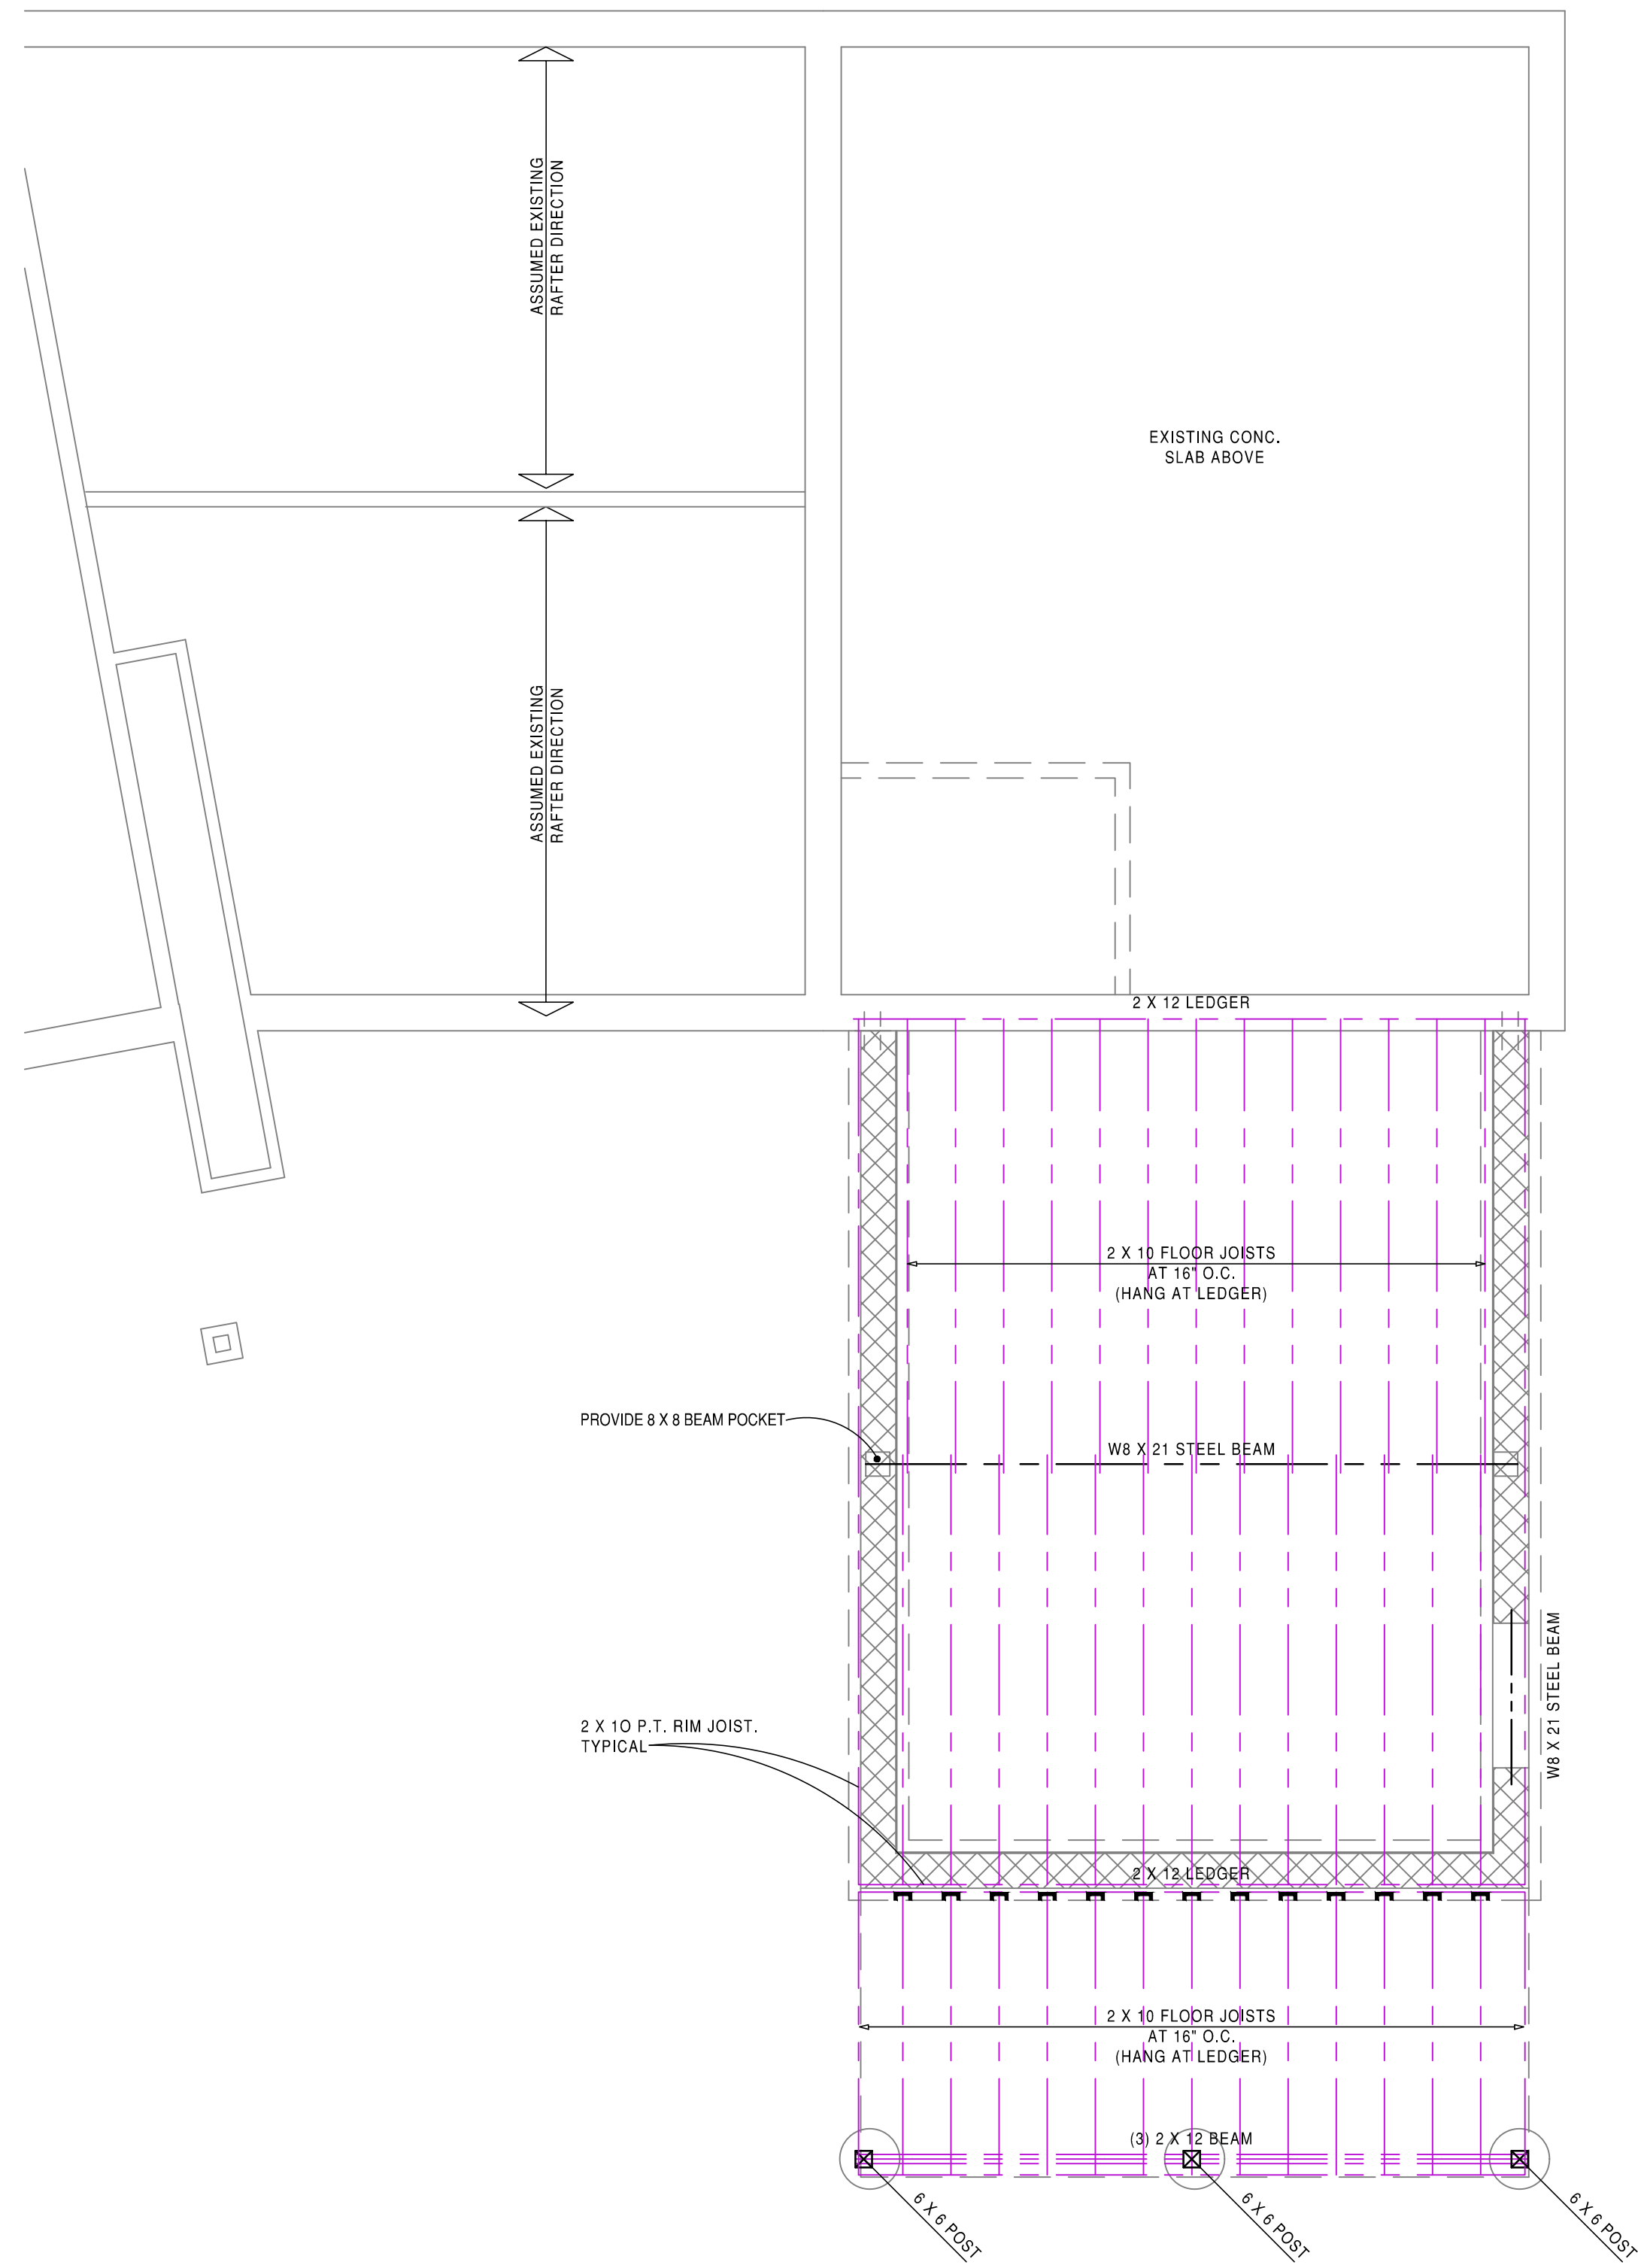 ASSUMED EXISTING
RAFTER DIRECTION
EXISTING CONC.
SLAB ABOVE
ASSUMED EXISTING
RAFTER DIRECTION
2 X 12 LEDGER
2 X 10 FLOOR JOISTS
AT 16" O.C.
(HANG AT LEDGER)
PROVIDE 8 X 8 BEAM POCKET
W8 X 21 STEEL BEAM
W8 X 21 STEEL BEAM
2 X 1O P.T. RIM JOIST.
TYPICAL
2 X 12 LEDGER
2 X 10 FLOOR JOISTS
AT 16" O.C.
(HANG AT LEDGER)
(3) 2 X 12 BEAM
6 X 6 POST
6 X 6 POST
6 X 6 POST